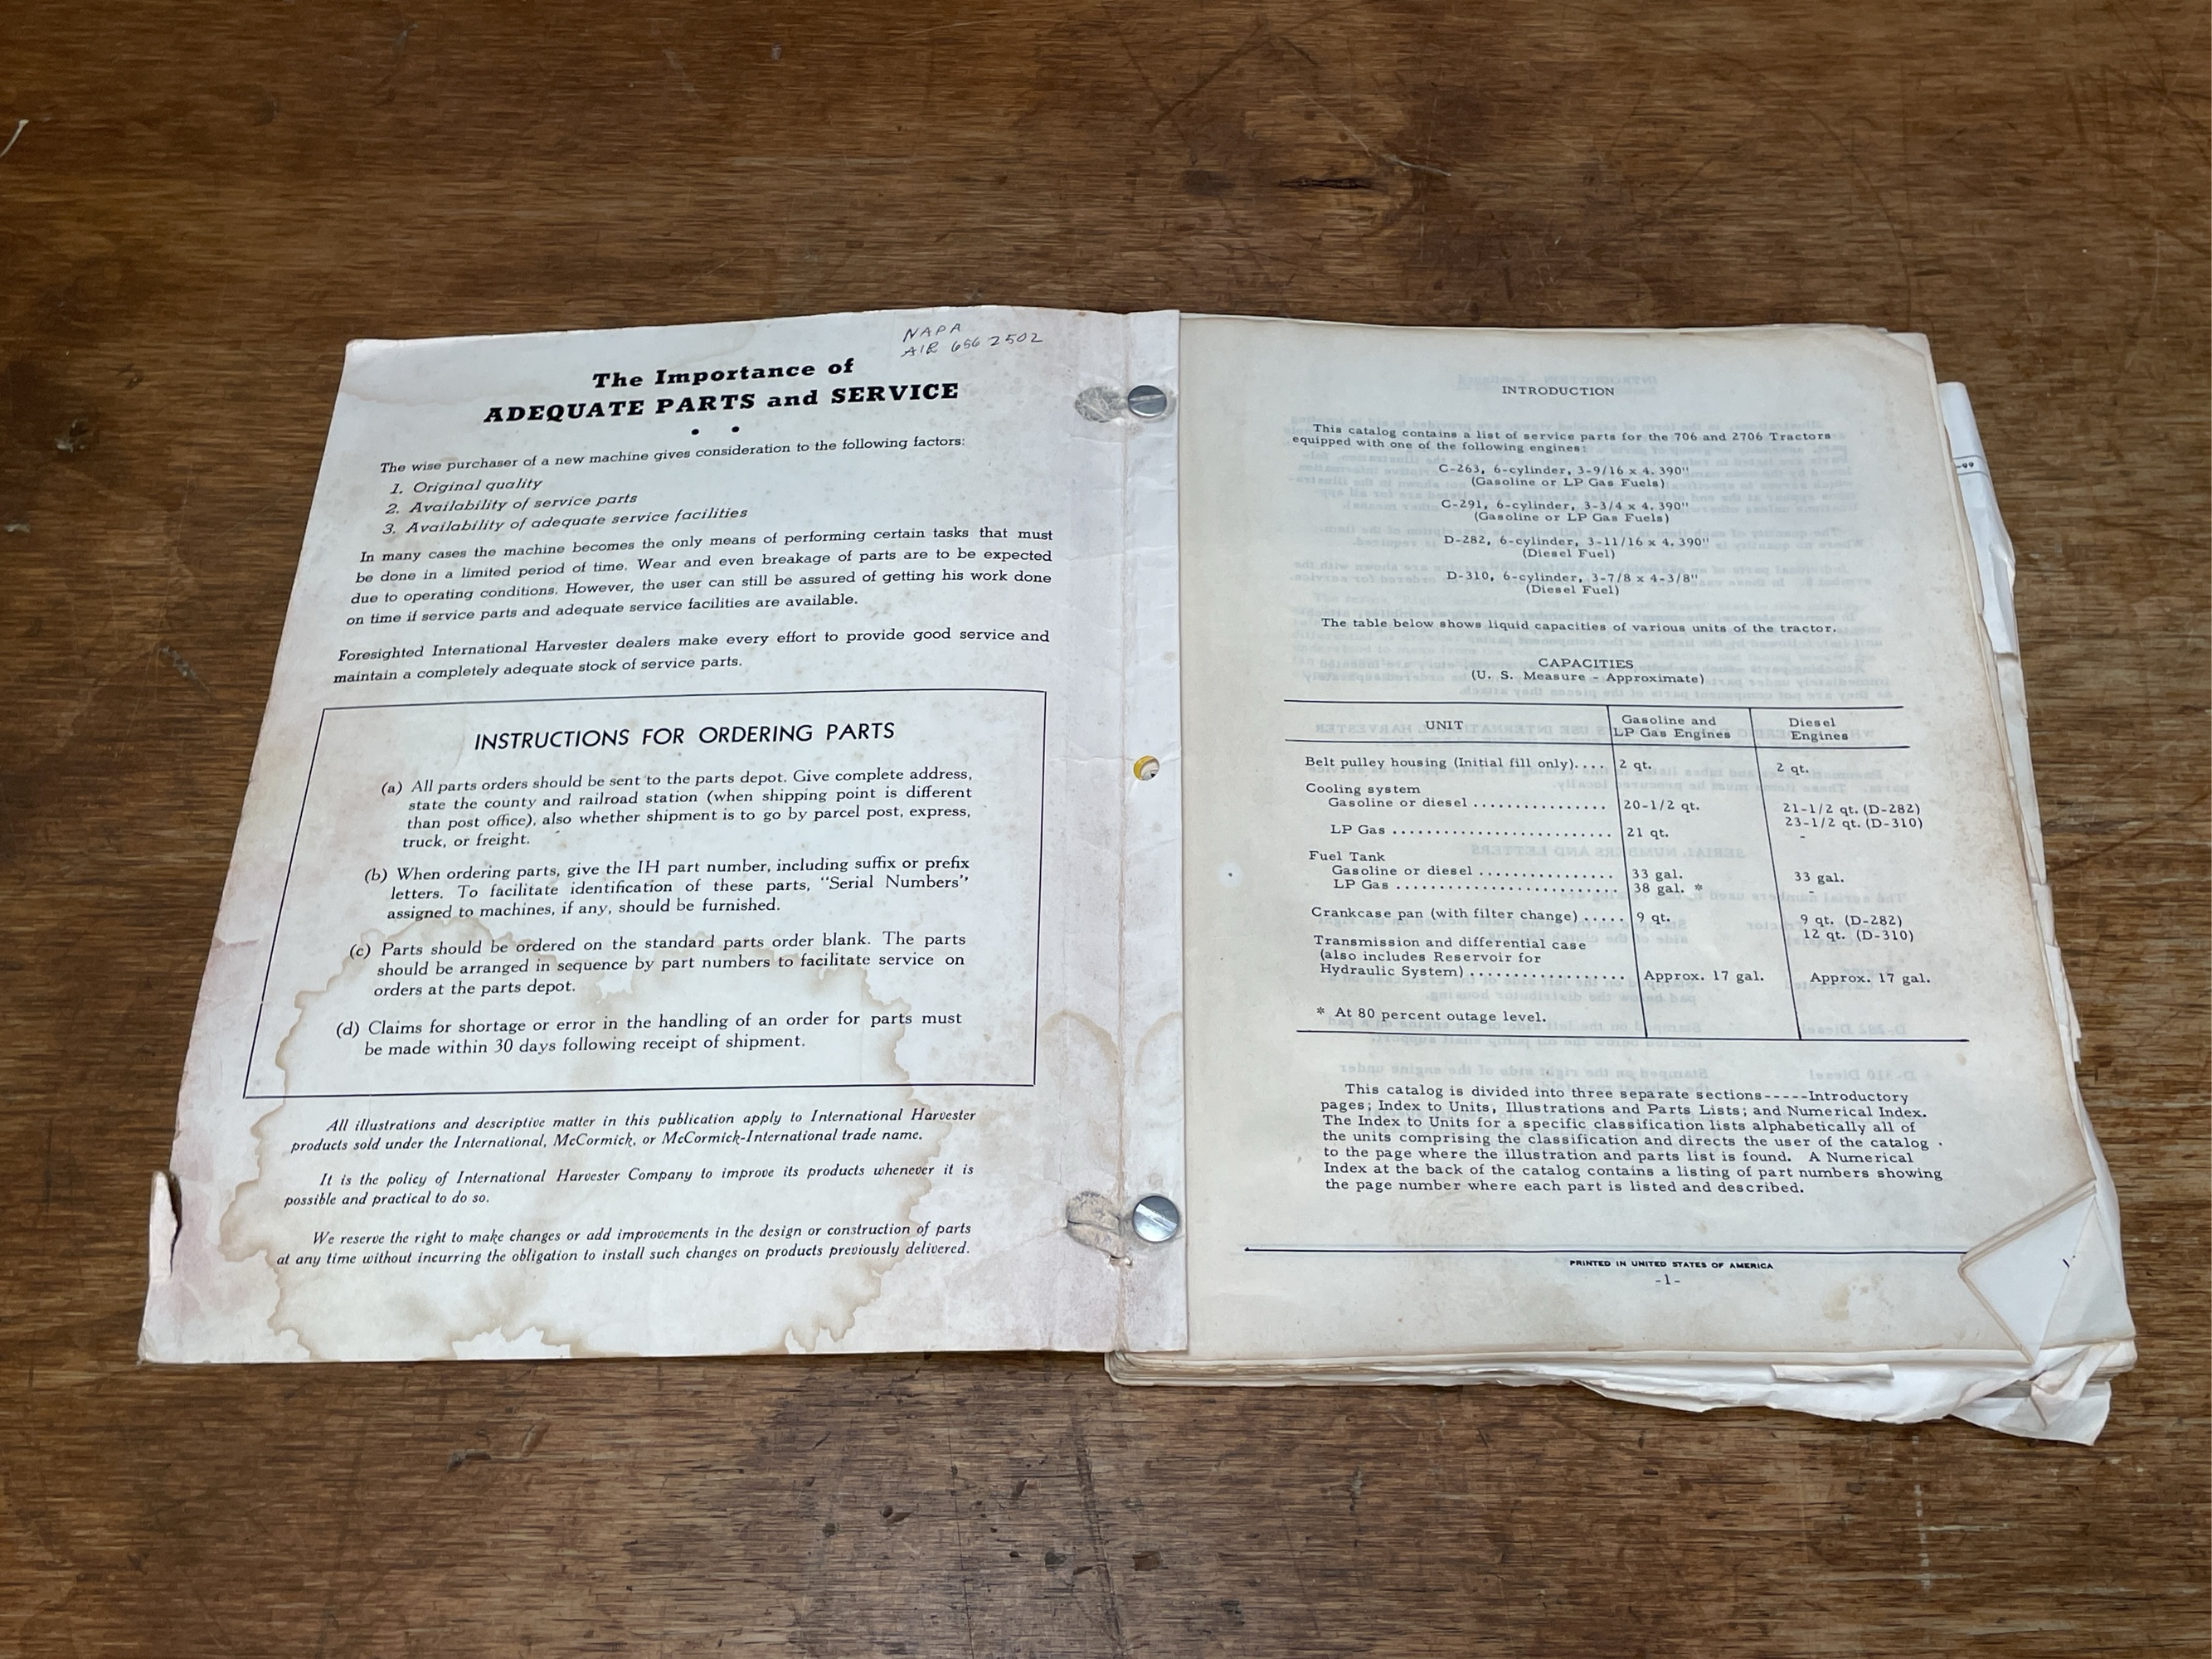 NAPA
AIR 656 2502
The Importance of
ADEQUATE PARTS and SERVICE
• •
The wise purchaser of a new machine gives consideration to the following factors:
1. Original quality
2. Availability of service parts
3. Availability of adequate service facilities
In many cases the machine becomes the only means of performing certain tasks that must
be done in a limited period of time. Wear and even breakage of parts are to be expected
due to operating conditions. However, the user can still be assured of getting his work done
on time if service parts and adequate service facilities are available.
Foresighted International Harvester dealers make every effort to provide good service and
maintain a completely adequate stock of service parts.
INSTRUCTIONS FOR ORDERING PARTS
(a) All parts orders should be sent to the parts depot. Give complete address,
state the county and railroad station (when shipping point is different
than post office), also whether shipment is to go by parcel post, express,
truck, or freight.
(b) When ordering parts, give the IH part number, including suffix or prefix
letters. To facilitate identification of these parts, "Serial Numbers"
assigned to machines, if any, should be furnished.
(c) Parts should be ordered on the standard parts order blank. The parts
should be arranged in sequence by part numbers to facilitate service on
orders at the parts depot.
(d) Claims for shortage or error in the handling of an order for parts must
be made within 30 days following receipt of shipment.
All illustrations and descriptive matter in this publication apply to International Harvester
products sold under the International, McCormick, or McCormick-International trade name.
It is the policy of International Harvester Company to improve its products whenever it is
possible and practical to do so.
We reserve the right to make changes or add improvements in the design or construction of parts
at any time without incurring the obligation to install such changes on products previously delivered.
INTRODUCTION
This catalog contains a list of service parts for the 706 and 2706 Tractors
equipped with one of the following engines:
C-263, 6-cylinder, 3-9/16 x 4.390"
(Gasoline or LP Gas Fuels)
C-291, 6-cylinder, 3-3/4 x 4.390"
(Gasoline or LP Gas Fuels)
D-282, 6-cylinder, 3-11/16 x 4.390"
(Diesel Fuel)
D-310, 6-cylinder, 3-7/8 x 4-3/8"
(Diesel Fuel)
The table below shows liquid capacities of various units of the tractor.
CAPACITIES
(U. S. Measure - Approximate)
UNIT Gasoline and LP Gas Engines Diesel Engines
Belt pulley housing (Initial fill only).... 2 qt. 2 qt.
Cooling system
Gasoline or diesel ................ 20-1/2 qt. 21-1/2 qt. (D-282)
23-1/2 qt. (D-310)
LP Gas .......................... 21 qt. -
Fuel Tank
Gasoline or diesel ................ 33 gal. 33 gal.
LP Gas .......................... 38 gal. * -
Crankcase pan (with filter change) ..... 9 qt. 9 qt. (D-282)
12 qt. (D-310)
Transmission and differential case
(also includes Reservoir for
Hydraulic System) ................... Approx. 17 gal. Approx. 17 gal.
* At 80 percent outage level.
This catalog is divided into three separate sections-----Introductory
pages; Index to Units, Illustrations and Parts Lists; and Numerical Index.
The Index to Units for a specific classification lists alphabetically all of
the units comprising the classification and directs the user of the catalog
to the page where the illustration and parts list is found. A Numerical
Index at the back of the catalog contains a listing of part numbers showing
the page number where each part is listed and described.
PRINTED IN UNITED STATES OF AMERICA
-1-